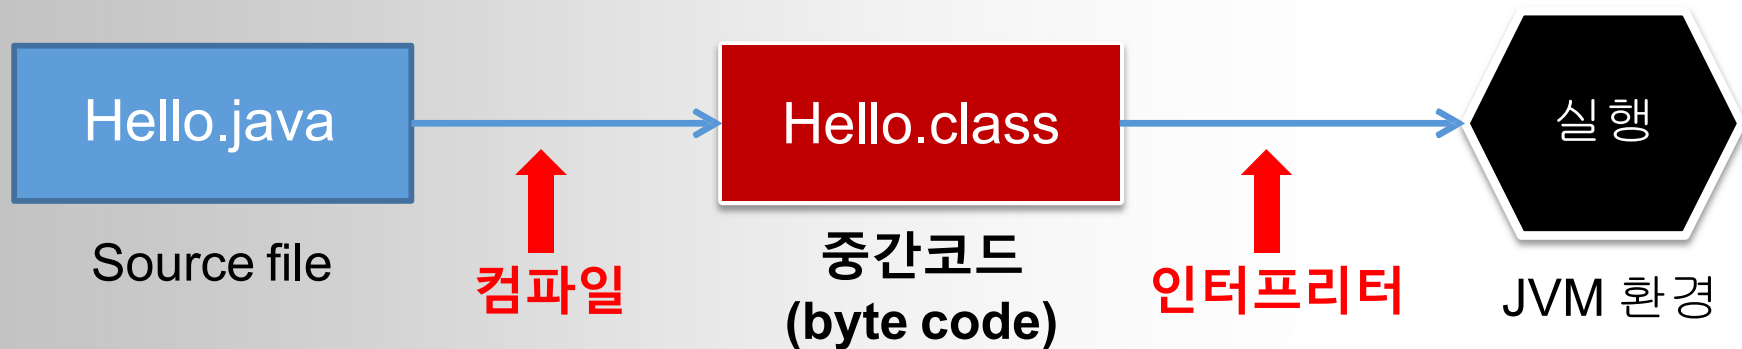 Hello.java
Hello.class
실행
Source file
컴파일
중간코드
(byte code)
인터프리터
JVM 환경